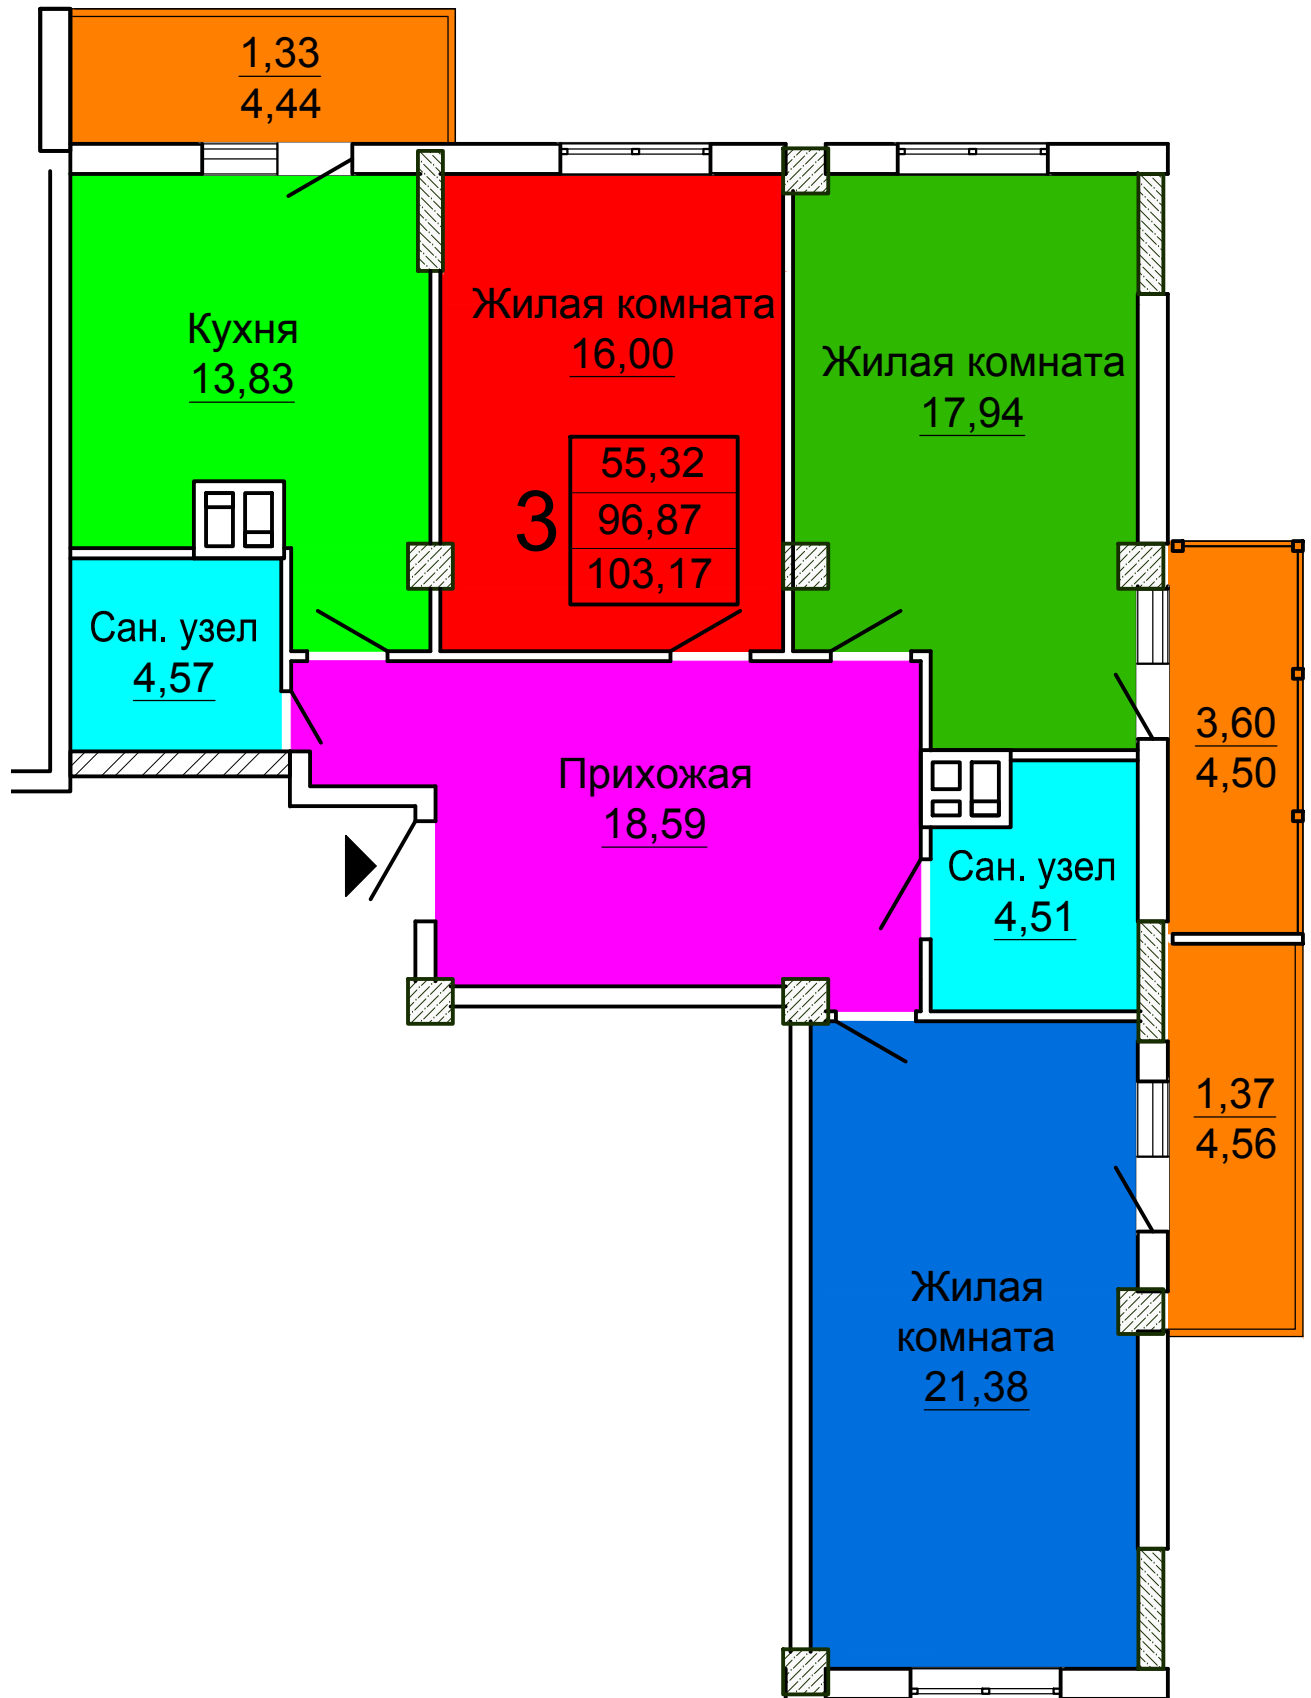 1,33
4,44
Кухня
13,83
Жилая комната
16,00
Жилая комната
17,94
3
55,32
96,87
103,17
Сан. узел
4,57
Прихожая
18,59
3,60
4,50
Сан. узел
4,51
1,37
4,56
Жилая
комната
21,38